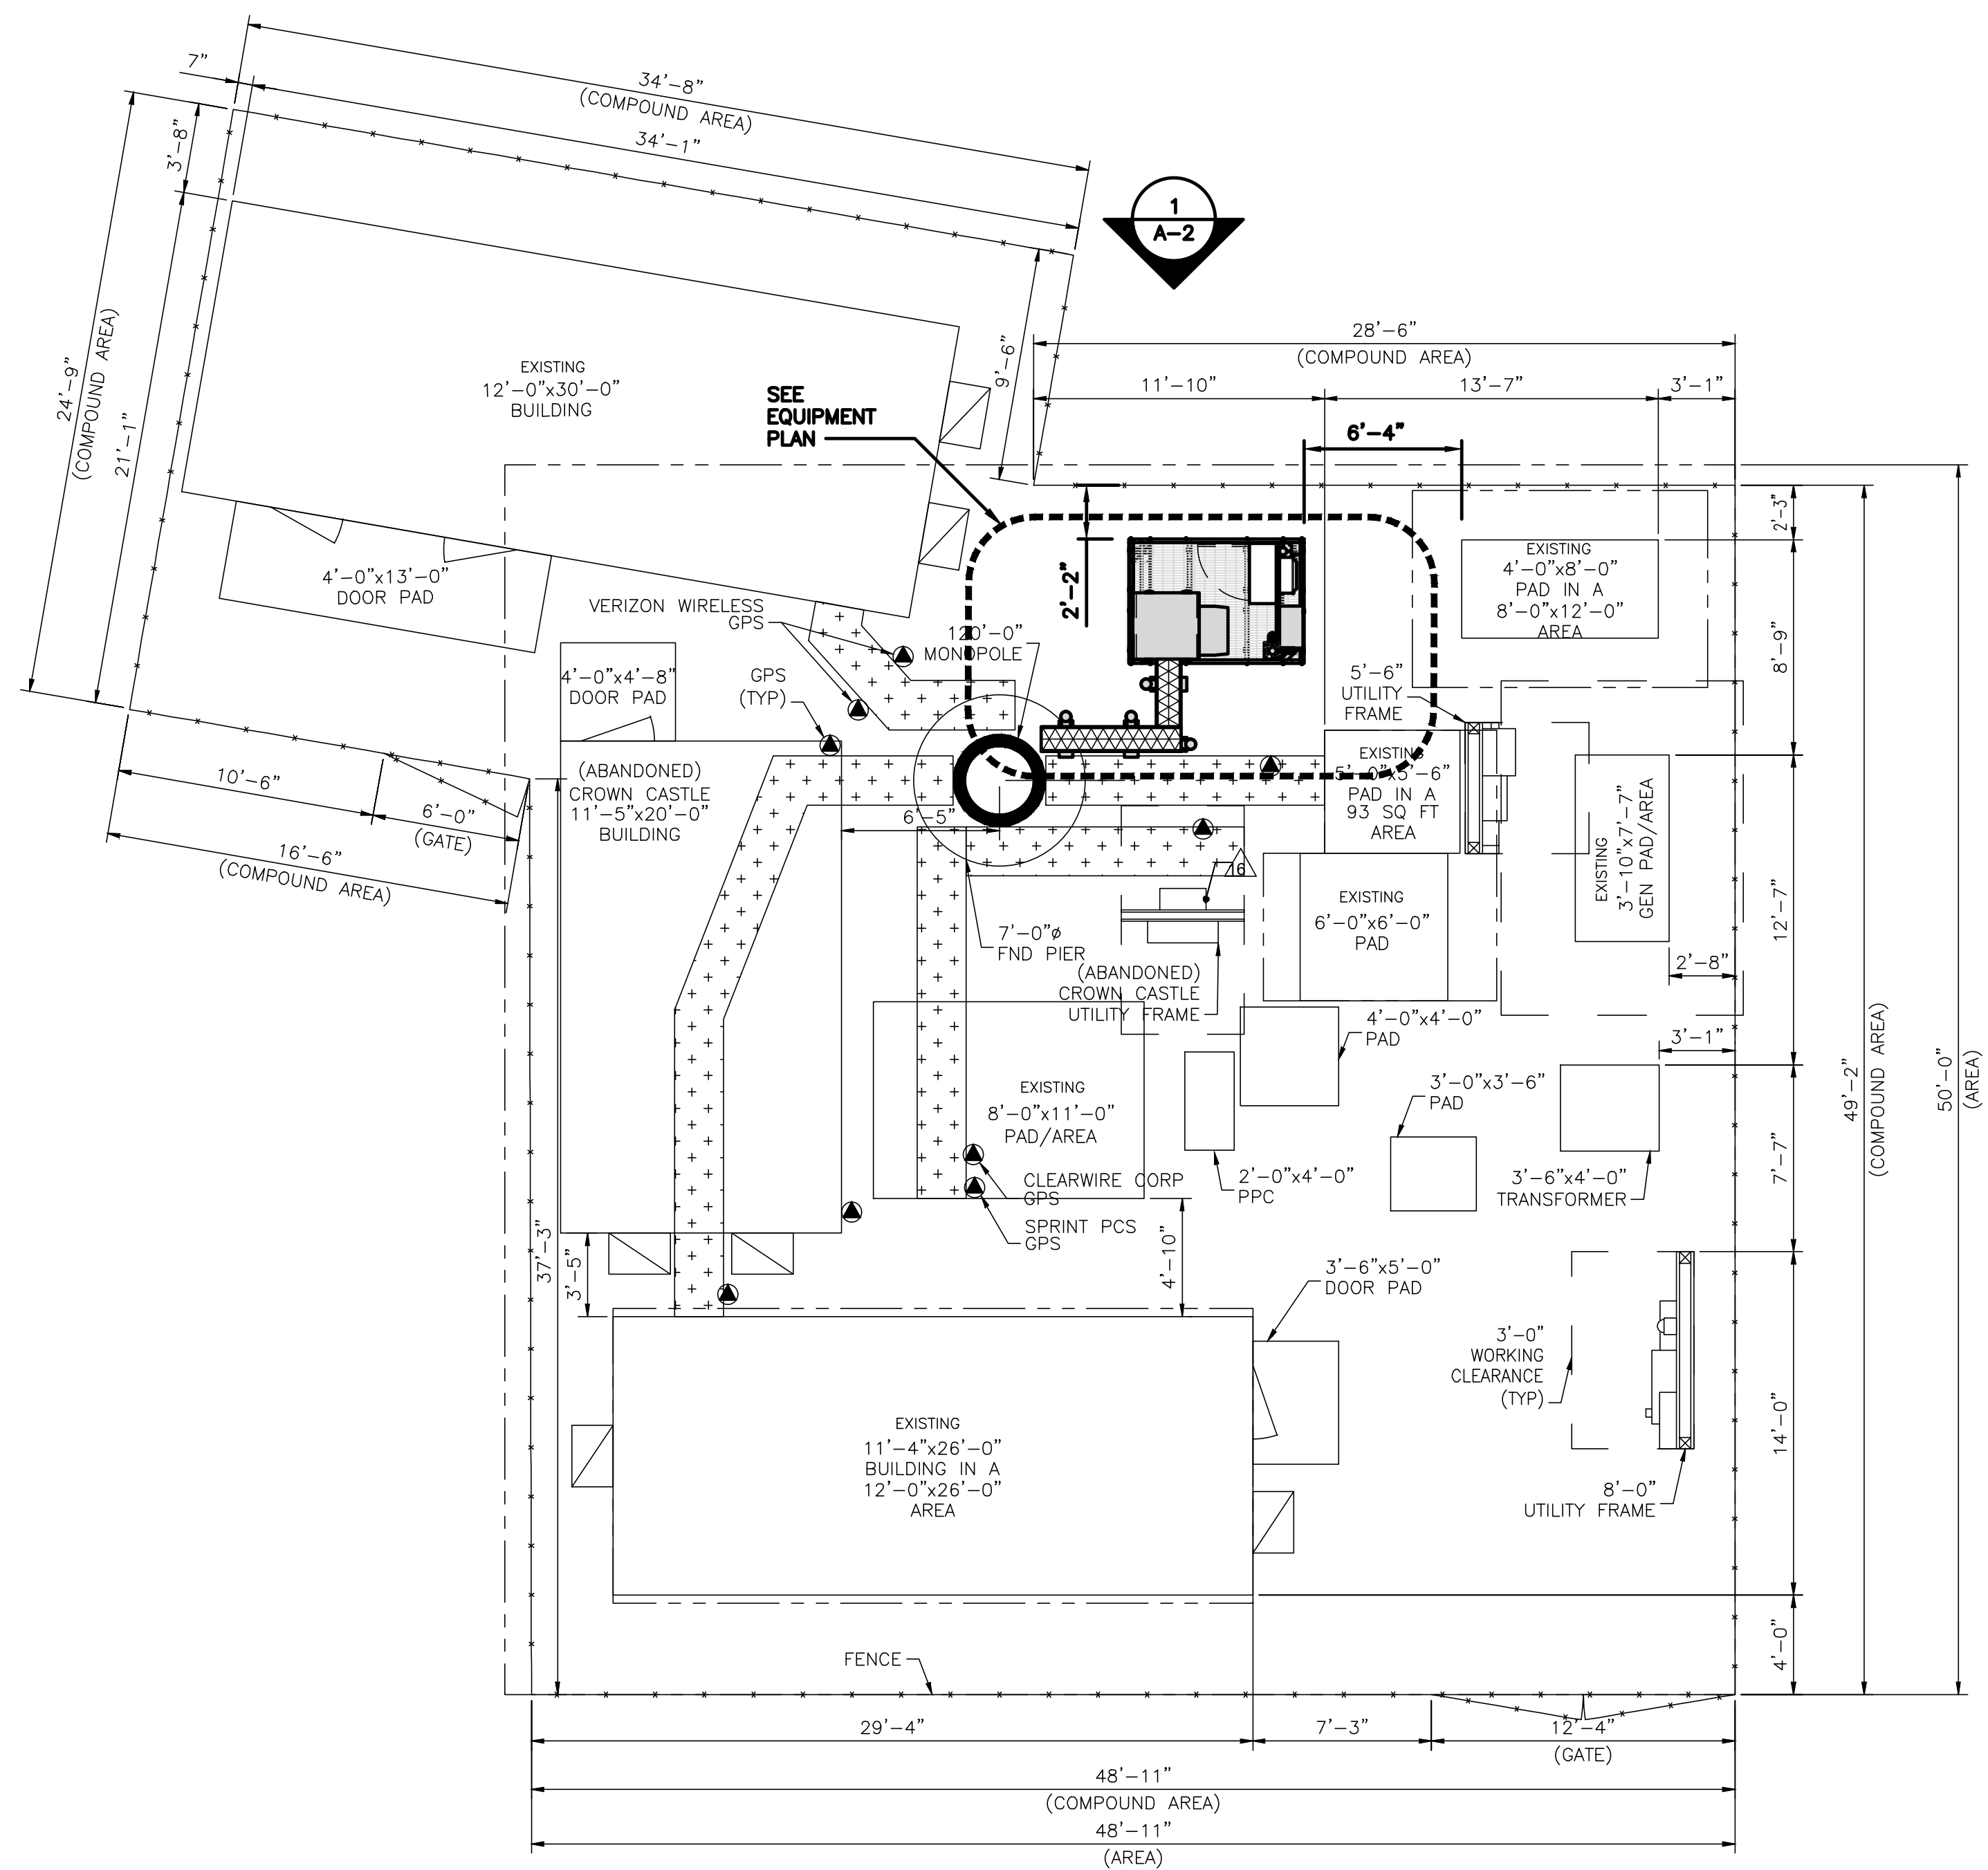 7"
34'-8"
(COMPOUND AREA)
34'-1"
3'-8"
24'-9"
(COMPOUND AREA)
21'-1"
1
A-2
9'-6"
28'-6"
(COMPOUND AREA)
11'-10"
13'-7"
3'-1"
6'-4"
SEE
EQUIPMENT
PLAN
EXISTING
12'-0"x30'-0"
BUILDING
4'-0"x13'-0"
DOOR PAD
VERIZON WIRELESS
GPS
120'-0"
MONOPOLE
2'-2"
EXISTING
4'-0"x8'-0"
PAD IN A
8'-0"x12'-0"
AREA
2'-3"
8'-9"
4'-0"x4'-8"
DOOR PAD
GPS
(TYP)
5'-6"
UTILITY
FRAME
10'-6"
6'-0"
(GATE)
16'-6"
(COMPOUND AREA)
(ABANDONED)
CROWN CASTLE
11'-5"x20'-0"
BUILDING
6'-5"
EXISTING
5'-0"x5'-6"
PAD IN A
93 SQ FT
AREA
EXISTING
3'-10"x7'-7"
GEN PAD/AREA
12'-7"
16
7'-0"ø
FND PIER
EXISTING
6'-0"x6'-0"
PAD
2'-8"
(ABANDONED)
CROWN CASTLE
UTILITY FRAME
4'-0"x4'-0"
PAD
3'-1"
49'-2"
(COMPOUND AREA)
50'-0"
(AREA)
EXISTING
8'-0"x11'-0"
PAD/AREA
3'-0"x3'-6"
PAD
7'-7"
CLEARWIRE CORP
GPS
2'-0"x4'-0"
PPC
3'-6"x4'-0"
TRANSFORMER
SPRINT PCS
GPS
37'-3"
3'-5"
4'-10"
3'-6"x5'-0"
DOOR PAD
3'-0"
WORKING
CLEARANCE
(TYP)
14'-0"
EXISTING
11'-4"x26'-0"
BUILDING IN A
12'-0"x26'-0"
AREA
8'-0"
UTILITY FRAME
4'-0"
FENCE
29'-4"
7'-3"
12'-4"
(GATE)
48'-11"
(COMPOUND AREA)
48'-11"
(AREA)